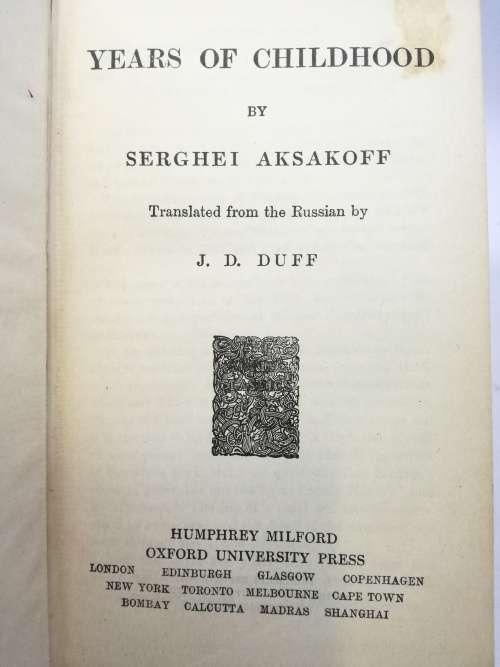 YEARS OF CHILDHOOD
BY
SERGHEI AKSAKOFF
Translated from the Russian by
J. D. DUFF
HUMPHREY MILFORD
OXFORD UNIVERSITY PRESS
LONDON EDINBURGH GLASGOW COPENHAGEN
NEW YORK TORONTO MELBOURNE CAPE TOWN
BOMBAY CALCUTTA MADRAS SHANGHAI